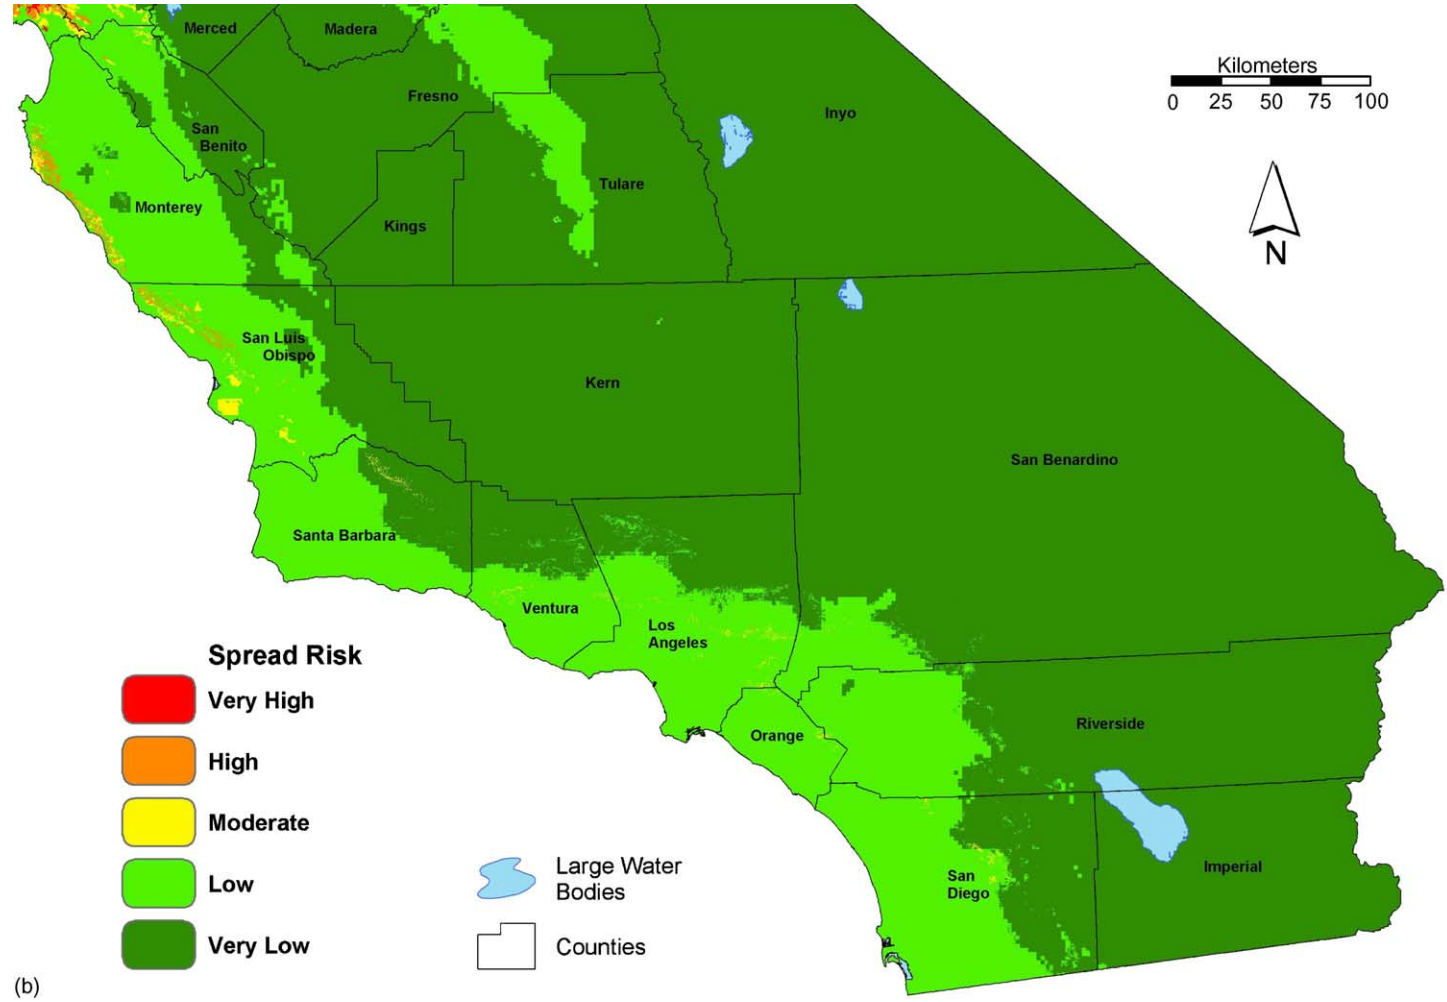 Merced
Madera
Kilometers
0 25 50 75 100
Fresno
Inyo
San
Benito
Tulare
Monterey
Kings
N
San Luis
Obispo
Kern
San Benardino
Santa Barbara
Ventura
Los
Angeles
Spread Risk
Very High
High
Moderate
Low
Very Low
Orange
Riverside
Large Water
Bodies
Counties
San
Diego
Imperial
(b)